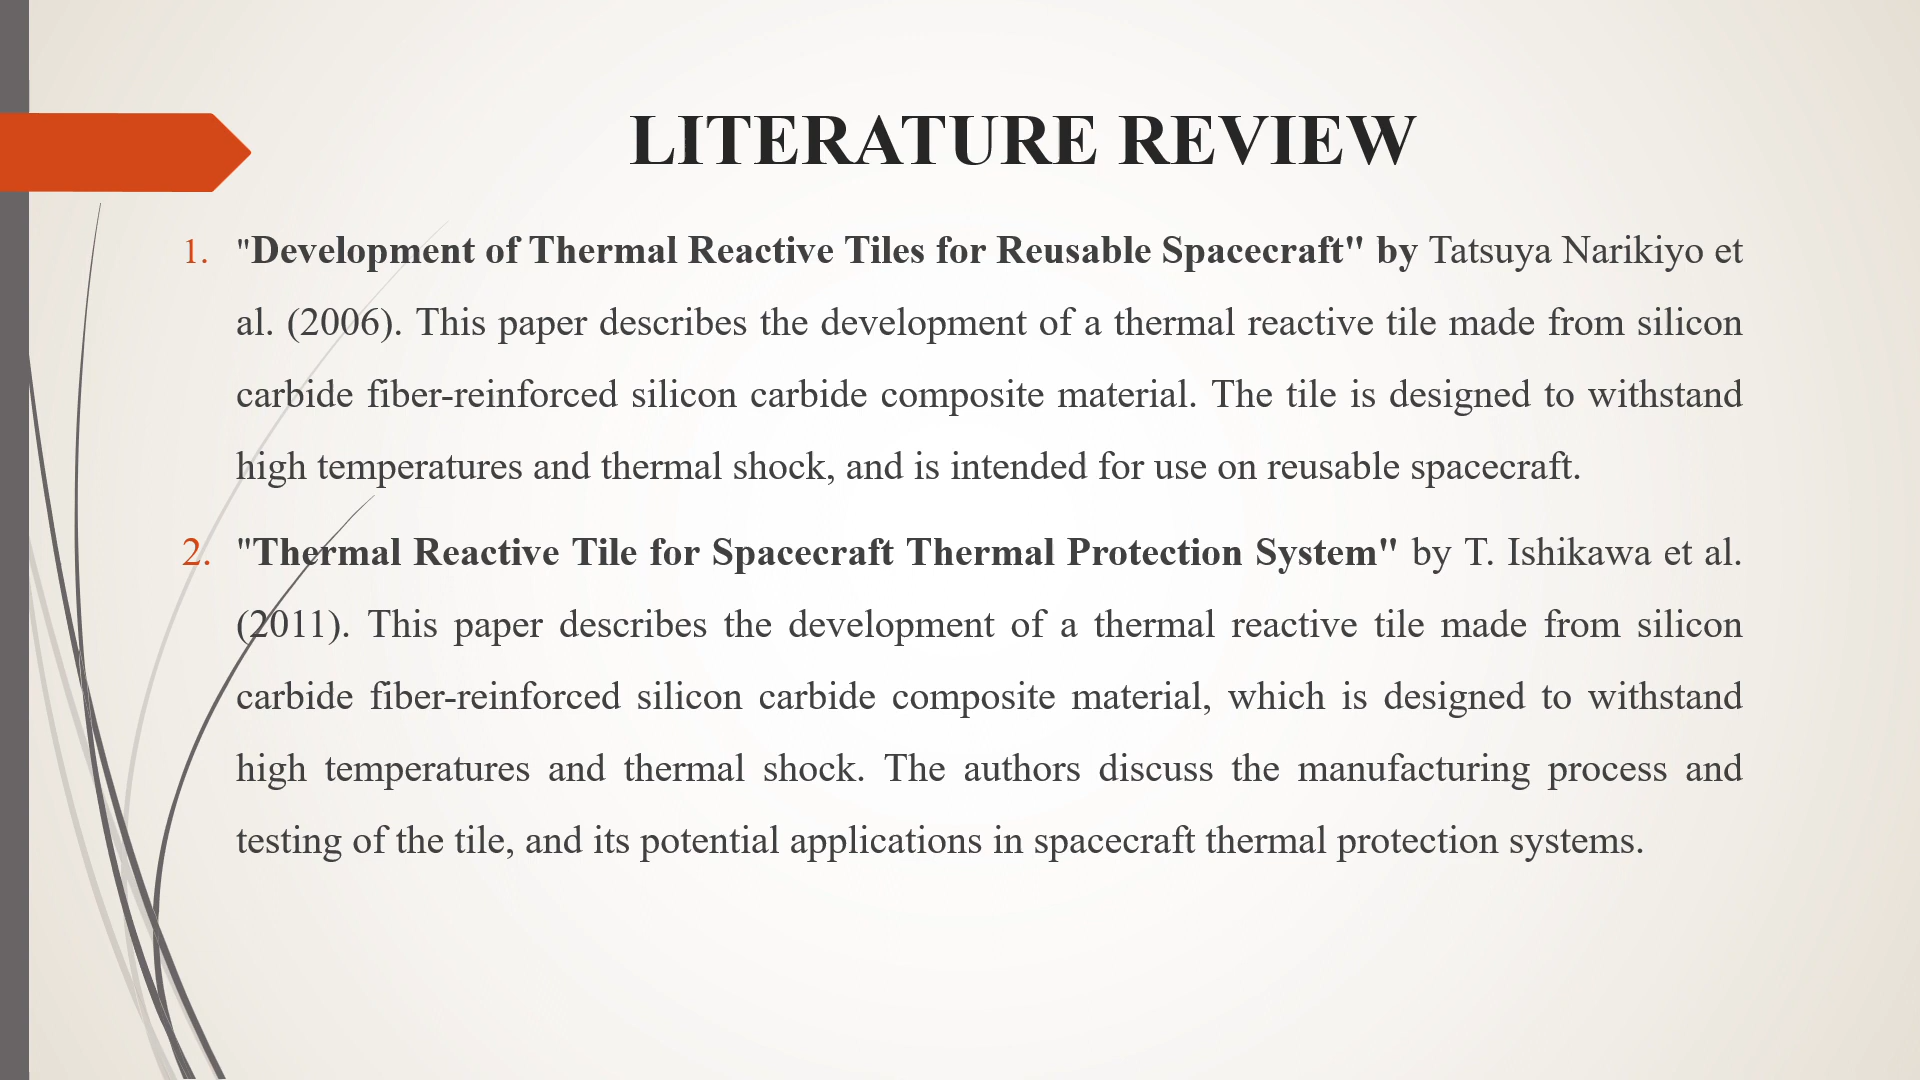 LITERATURE REVIEW
1. "Development of Thermal Reactive Tiles for Reusable Spacecraft" by Tatsuya Narikiyo et
al. (2006). This paper describes the development of a thermal reactive tile made from silicon
carbide fiber-reinforced silicon carbide composite material. The tile is designed to withstand
high temperatures and thermal shock, and is intended for use on reusable spacecraft.
2. "Thermal Reactive Tile for Spacecraft Thermal Protection System" by T. Ishikawa et al.
(2011). This paper describes the development of a thermal reactive tile made from silicon
carbide fiber-reinforced silicon carbide composite material, which is designed to withstand
high temperatures and thermal shock. The authors discuss the manufacturing process and
testing of the tile, and its potential applications in spacecraft thermal protection systems.